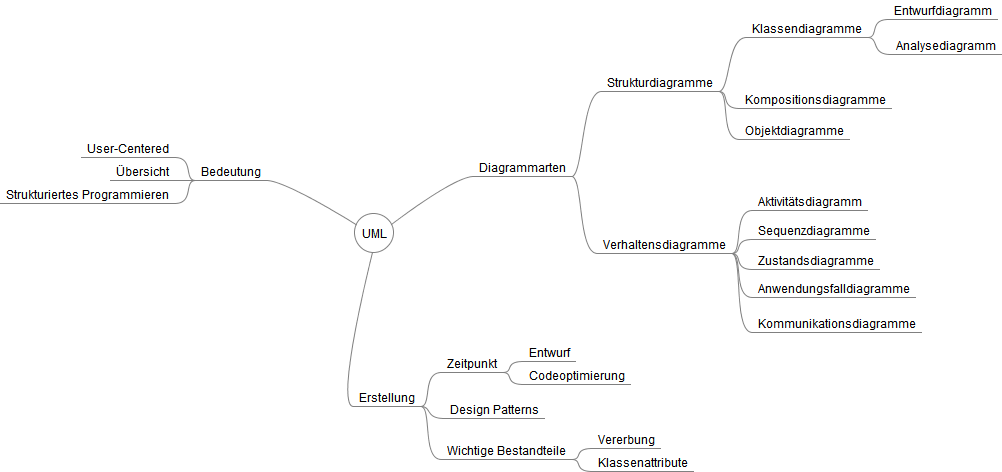 UML
Bedeutung
User-Centered
Übersicht
Strukturiertes Programmieren
Diagrammarten
Strukturdiagramme
Klassendiagramme
Entwurfdiagramm
Analysediagramm
Kompositionsdiagramme
Objektdiagramme
Verhaltensdiagramme
Aktivitätsdiagramm
Sequenzdiagramme
Zustandsdiagramme
Anwendungsfalldiagramme
Kommunikationsdiagramme
Erstellung
Zeitpunkt
Entwurf
Codeoptimierung
Design Patterns
Wichtige Bestandteile
Vererbung
Klassenattribute